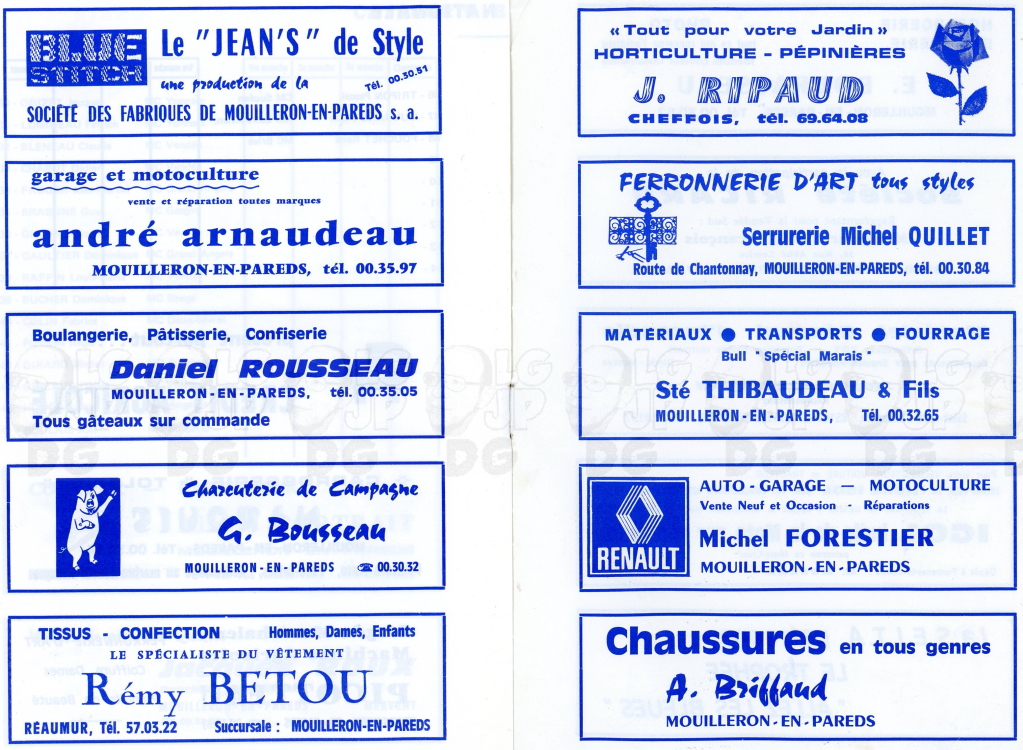 BLUE STITCH
Le "JEAN'S" de Style
une production de la
Tél. 00.30.51
SOCIÉTÉ DES FABRIQUES DE MOUILLERON-EN-PAREDS s. a.
garage et motoculture
vente et réparation toutes marques
andré arnaudeau
MOUILLERON-EN-PAREDS, tél. 00.35.97
Boulangerie, Pâtisserie, Confiserie
Daniel ROUSSEAU
MOUILLERON-EN-PAREDS, tél. 00.35.05
Tous gâteaux sur commande
Charcuterie de Campagne
G. Bousseau
MOUILLERON-EN-PAREDS ☎ 00.30.32
TISSUS - CONFECTION Hommes, Dames, Enfants
LE SPÉCIALISTE DU VÊTEMENT
Rémy BETOU
RÉAUMUR, Tél. 57.03.22 Succursale : MOUILLERON-EN-PAREDS
«Tout pour votre Jardin»
HORTICULTURE - PÉPINIÈRES
J. RIPAUD
CHEFFOIS, tél. 69.64.08
FERRONNERIE D'ART tous styles
Serrurerie Michel QUILLET
Route de Chantonnay, MOUILLERON-EN-PAREDS, tél. 00.30.84
MATÉRIAUX ● TRANSPORTS ● FOURRAGE
Bull "Spécial Marais"
Sté THIBAUDEAU & Fils
MOUILLERON-EN-PAREDS, Tél. 00.32.65
RENAULT
AUTO-GARAGE — MOTOCULTURE
Vente Neuf et Occasion - Réparations
Michel FORESTIER
MOUILLERON-EN-PAREDS
Chaussures en tous genres
A. Briffaud
MOUILLERON-EN-PAREDS